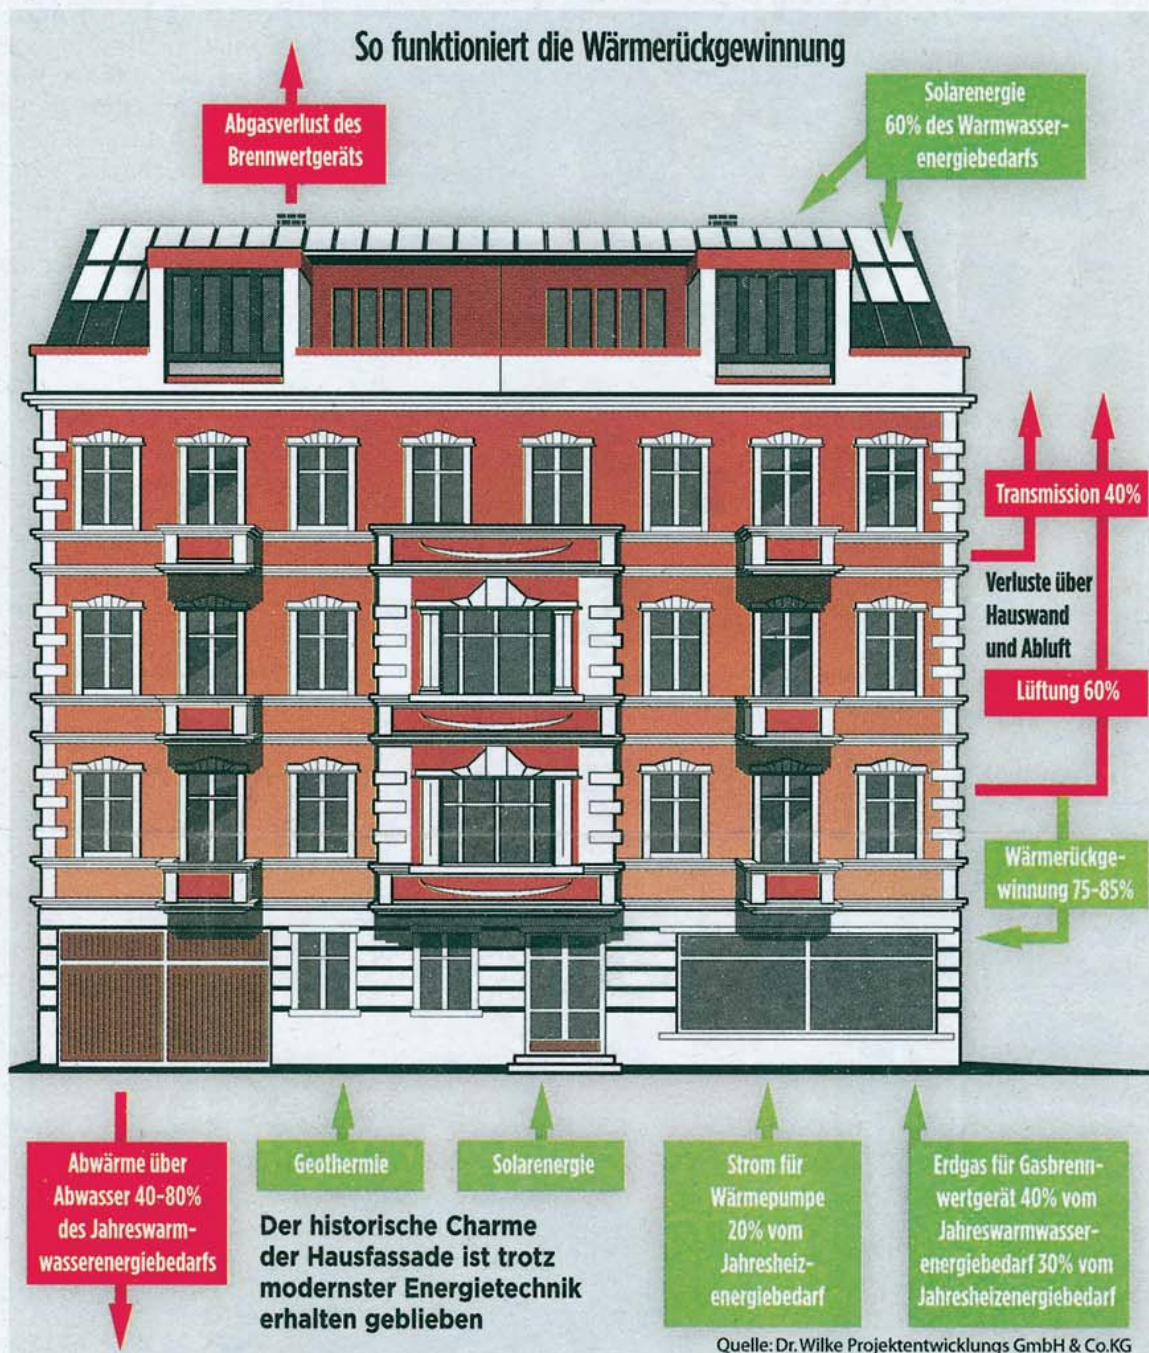 So funktioniert die Wärmerückgewinnung
Abgasverlust des
Brennwertgeräts
Solarenergie
60% des Warmwasser-
energiebedarfs
Transmission 40%
Verluste über
Hauswand
und Abluft
Lüftung 60%
Wärmerückge-
winnung 75-85%
Abwärme über
Abwasser 40-80%
des Jahreswarm-
wasserenergiebedarfs
Geothermie
Solarenergie
Der historische Charme
der Hausfassade ist trotz
modernster Energietechnik
erhalten geblieben
Strom für
Wärmepumpe
20% vom
Jahresheiz-
energiebedarf
Erdgas für Gasbrenn-
wertgerät 40% vom
Jahreswarmwasser-
energiebedarf 30% vom
Jahresheizenergiebedarf
Quelle: Dr. Wilke Projektentwicklungs GmbH & Co.KG